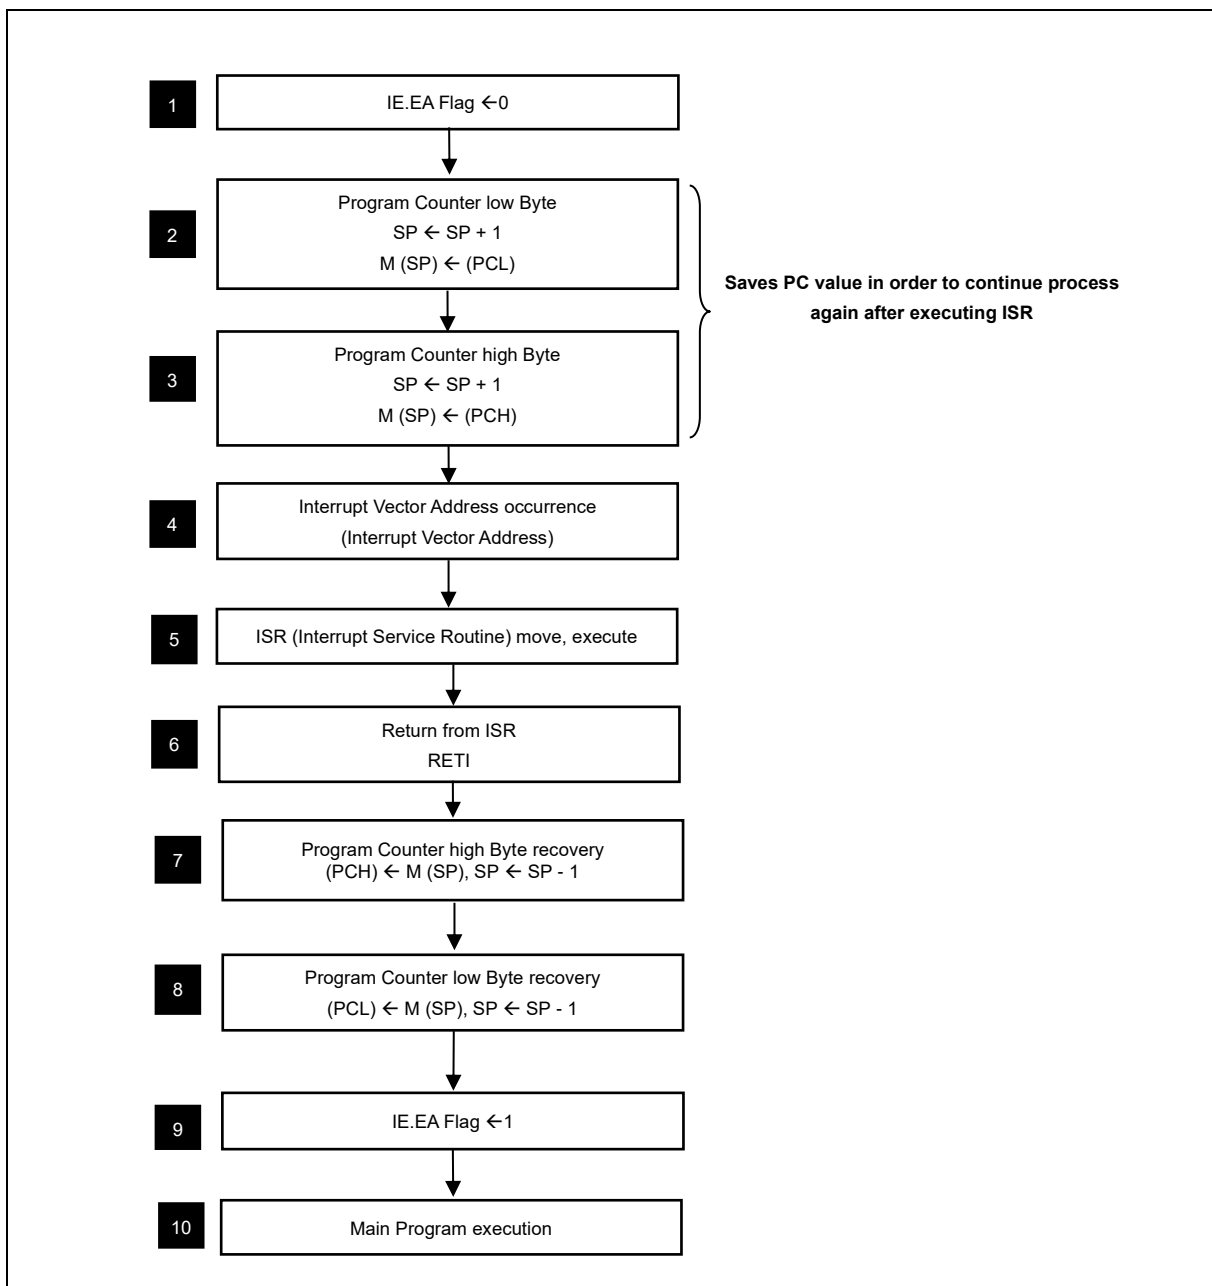 1
IE.EA Flag ←0
2
Program Counter low Byte
SP ← SP + 1
M (SP) ← (PCL)
Saves PC value in order to continue process
again after executing ISR
3
Program Counter high Byte
SP ← SP + 1
M (SP) ← (PCH)
4
Interrupt Vector Address occurrence
(Interrupt Vector Address)
5
ISR (Interrupt Service Routine) move, execute
6
Return from ISR
RETI
7
Program Counter high Byte recovery
(PCH) ← M (SP), SP ← SP - 1
8
Program Counter low Byte recovery
(PCL) ← M (SP), SP ← SP - 1
9
IE.EA Flag ←1
10
Main Program execution